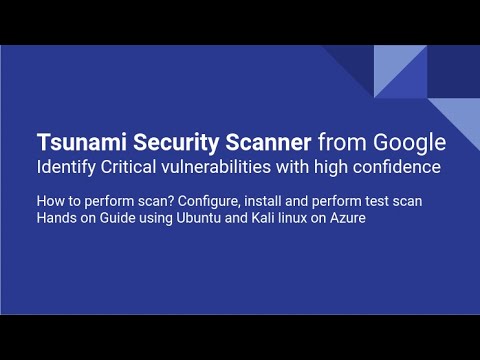 Tsunami Security Scanner from Google
Identify Critical vulnerabilities with high confidence
How to perform scan? Configure, install and perform test scan
Hands on Guide using Ubuntu and Kali linux on Azure